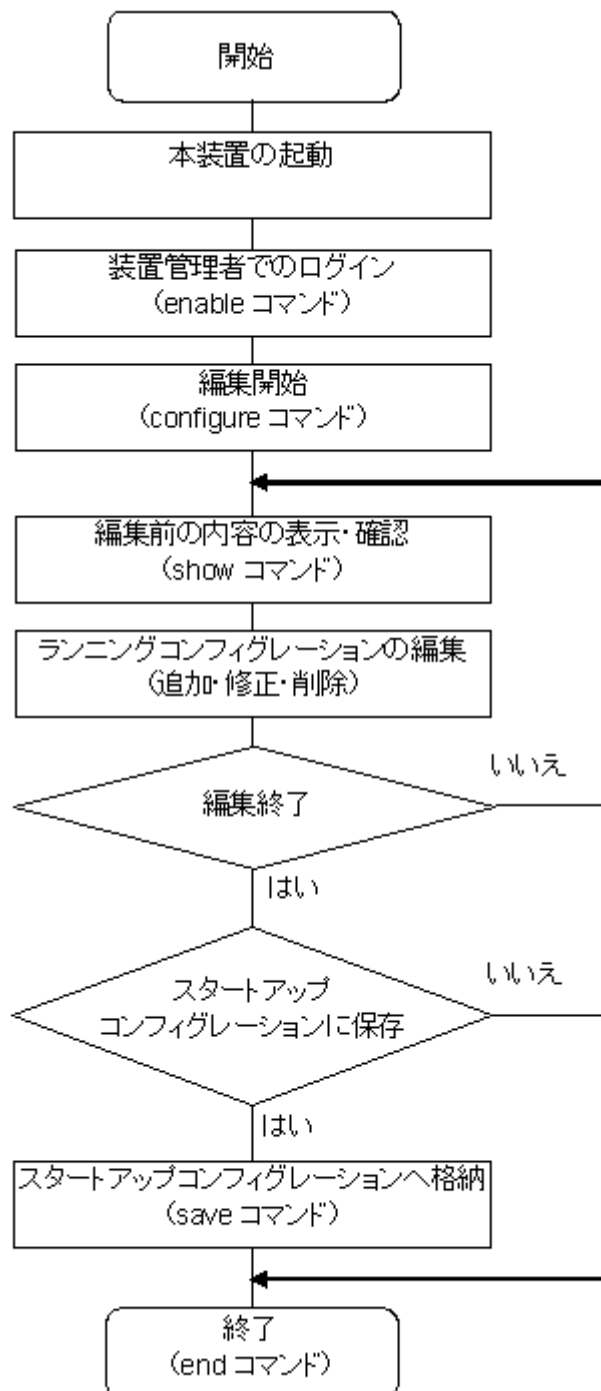 開始
本装置の起動
装置管理者でのログイン
(enable コマンド)
編集開始
(configure コマンド)
編集前の内容の表示・確認
(show コマンド)
ランニングコンフィグレーションの編集
(追加・修正・削除)
いいえ
編集終了
はい
いいえ
スタートアップ
コンフィグレーションに保存
はい
スタートアップコンフィグレーションへ格納
(save コマンド)
終了
(end コマンド)